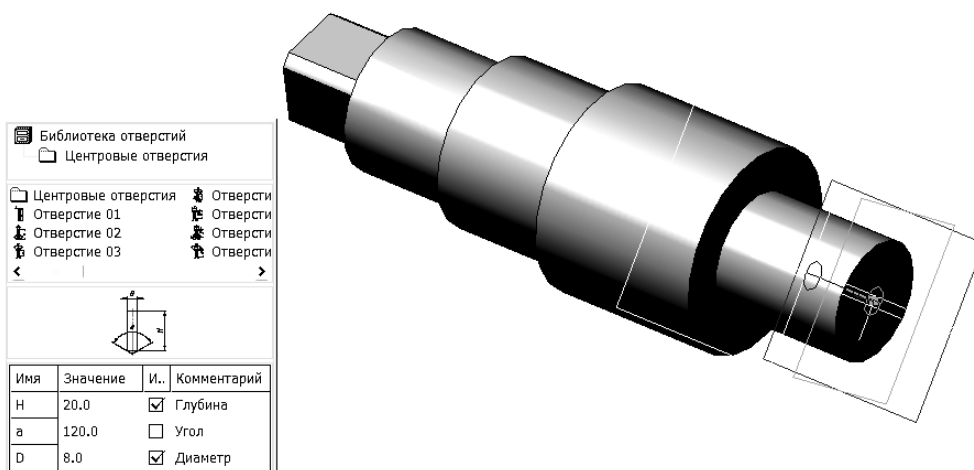 Библиотека отверстий
Центровые отверстия
Центровые отверстия Отверсти
Отверстие 01 Отверсти
Отверстие 02 Отверсти
Отверстие 03 Отверсти
H
Имя Значение И.. Комментарий
H 20.0 Глубина
a 120.0 Угол
D 8.0 Диаметр